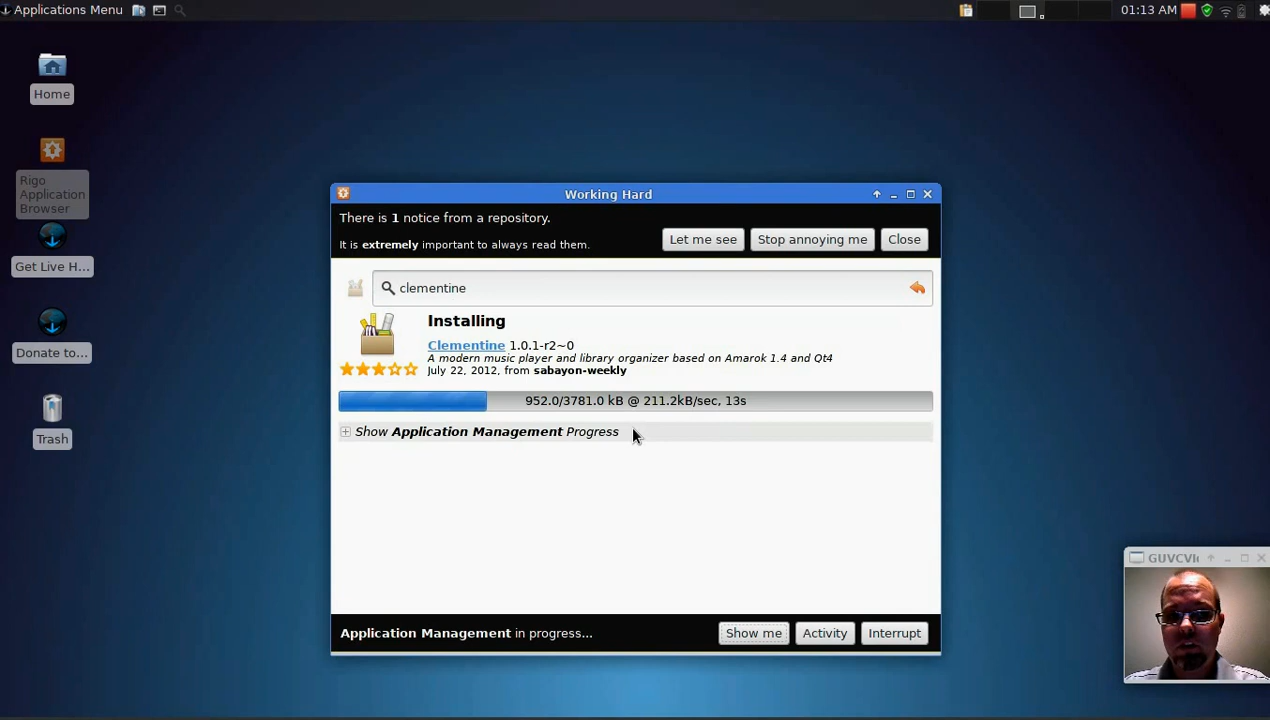 Applications Menu
01:13 AM
Home
Rigo
Application
Browser
Get Live H...
Donate to...
Trash
Working Hard
There is 1 notice from a repository.
It is extremely important to always read them.
Let me see
Stop annoying me
Close
clementine
Installing
Clementine 1.0.1-r2~0
A modern music player and library organizer based on Amarok 1.4 and Qt4
July 22, 2012, from sabayon-weekly
952.0/3781.0 kB @ 211.2kB/sec, 13s
Show Application Management Progress
Application Management in progress...
Show me
Activity
Interrupt